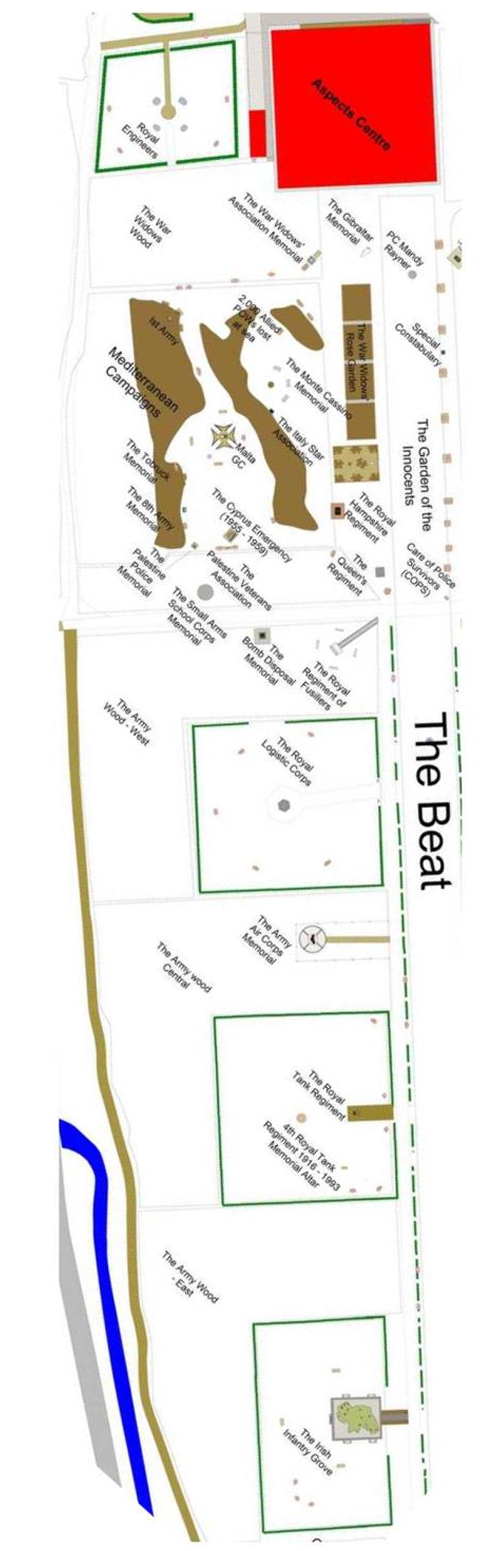 Aspects Centre
Royal
Engineers
The War
Widows
Wood
The War Widows'
Association Memorial
The Gibraltar
Memorial
PC Mandy
Rayner
1st Army
2,000 Allied
POWs lost
at sea
Special
Constabulary
The War Widows'
Rose Garden
Mediterranean
Campaigns
The Monte Cassino
Memorial
The Italy Star
Association
Malta
GC
The Garden of the
Innocents
The Tobruck
Memorial
The 8th Army
Memorial
The Cyprus Emergency
(1955 - 1959)
The Royal
Hampshire
Regiment
The
Palestine
Police
Memorial
The
Palestine Veterans
Association
The
Queen's
Regiment
Care of Police
Survivors
(COPS)
The Small Arms
School Corps
Memorial
The
Bomb Disposal
Memorial
The Royal
Regiment of
Fusiliers
The Army
Wood - West
The Royal
Logistic Corps
The Beat
The Army
Air Corps
Memorial
The Army wood
Central
The Royal
Tank Regiment
4th Royal Tank
Regiment 1916 - 1993
Memorial Altar
The Army Wood
- East
The Irish
Infantry Grove